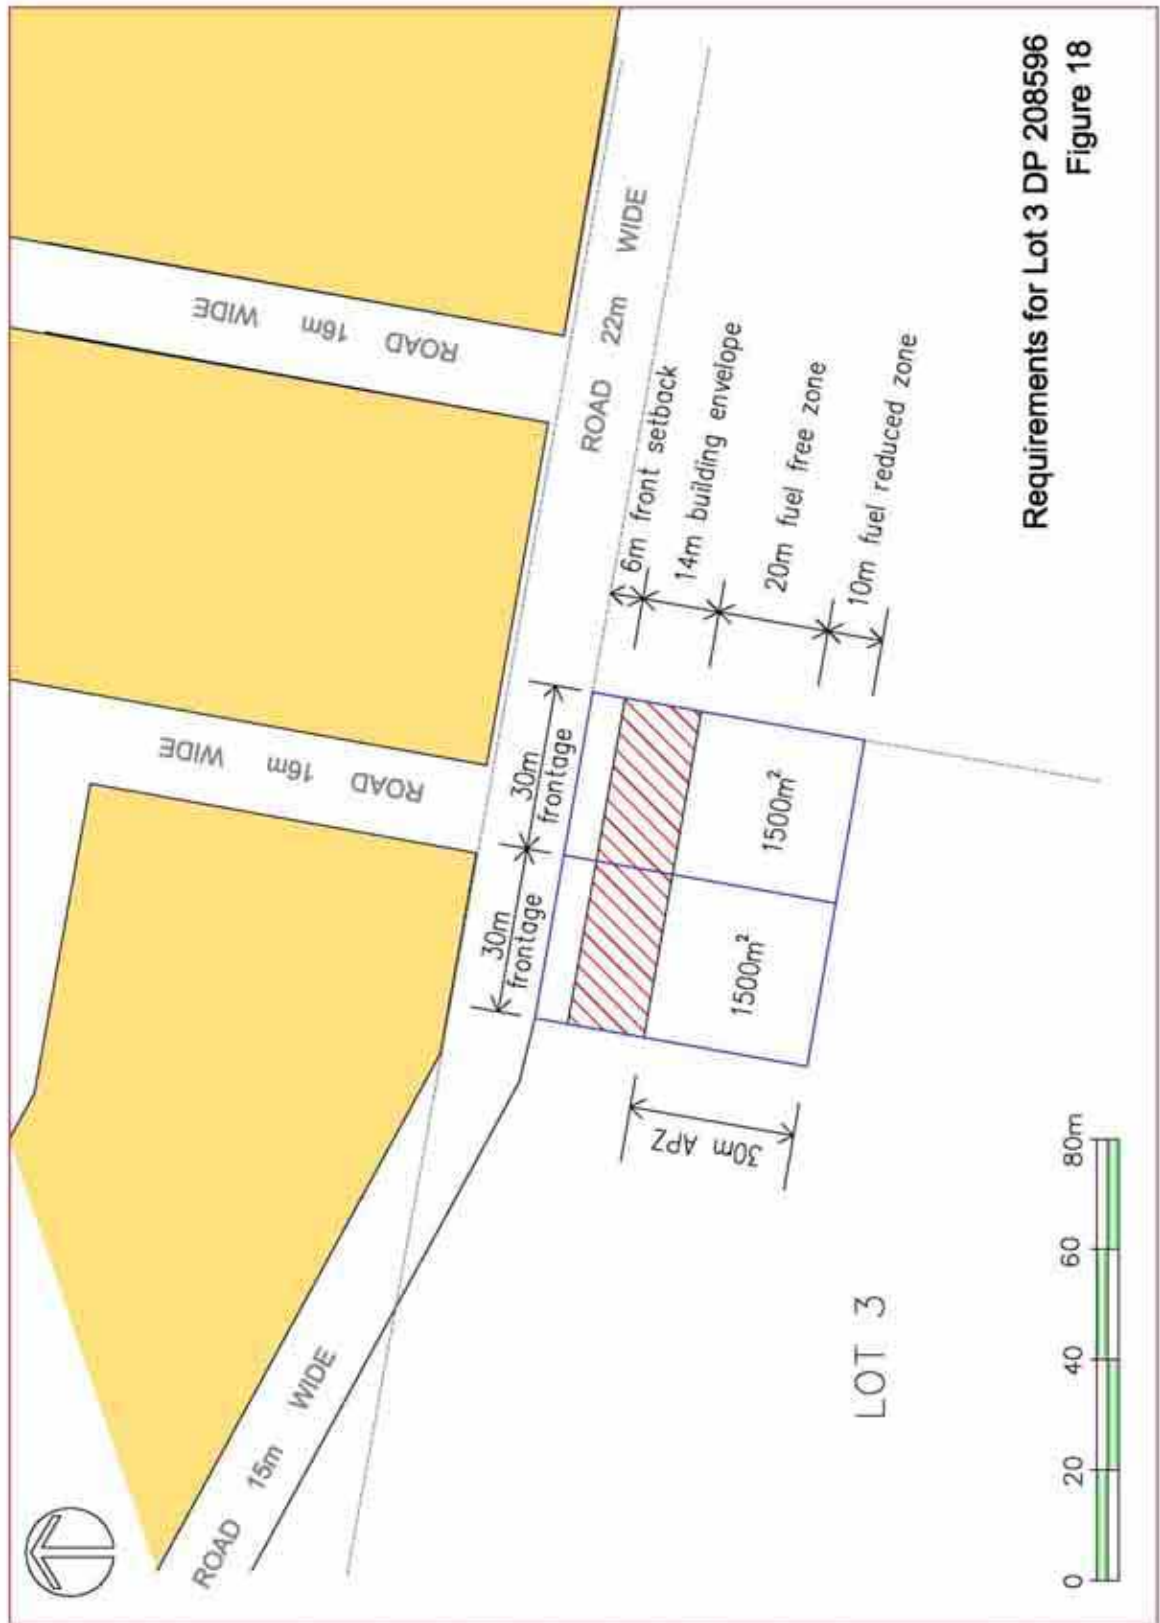 ROAD 16m WIDE
ROAD 16m WIDE
ROAD 22m WIDE
ROAD 15m WIDE
30m
frontage
30m
frontage
6m front setback
14m building envelope
20m fuel free zone
10m fuel reduced zone
1500m²
1500m²
30m APZ
LOT 3
0 20 40 60 80m
Requirements for Lot 3 DP 208596
Figure 18